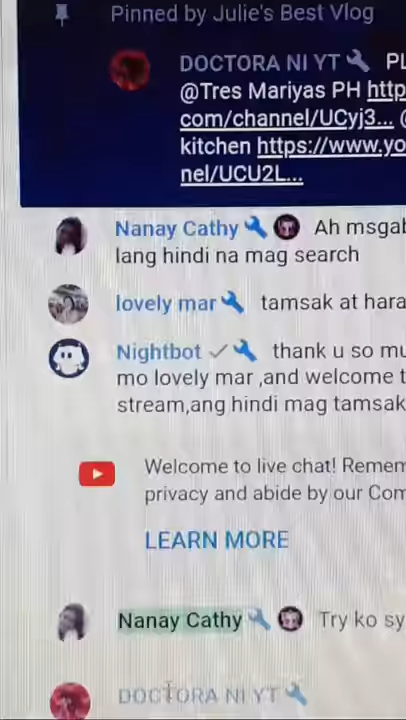 Pinned by Julie's Best Vlog
DOCTORA NI YT PL
@Tres Mariyas PH http
com/channel/UCyj3... @
kitchen https://www.yo
nel/UCU2L...
Nanay Cathy Ah msgab
lang hindi na mag search
lovely mar tamsak at hara
Nightbot thank u so mu
mo lovely mar ,and welcome t
stream,ang hindi mag tamsak
Welcome to live chat! Remem
privacy and abide by our Com
LEARN MORE
Nanay Cathy Try ko sy
DOCTORA NI YT